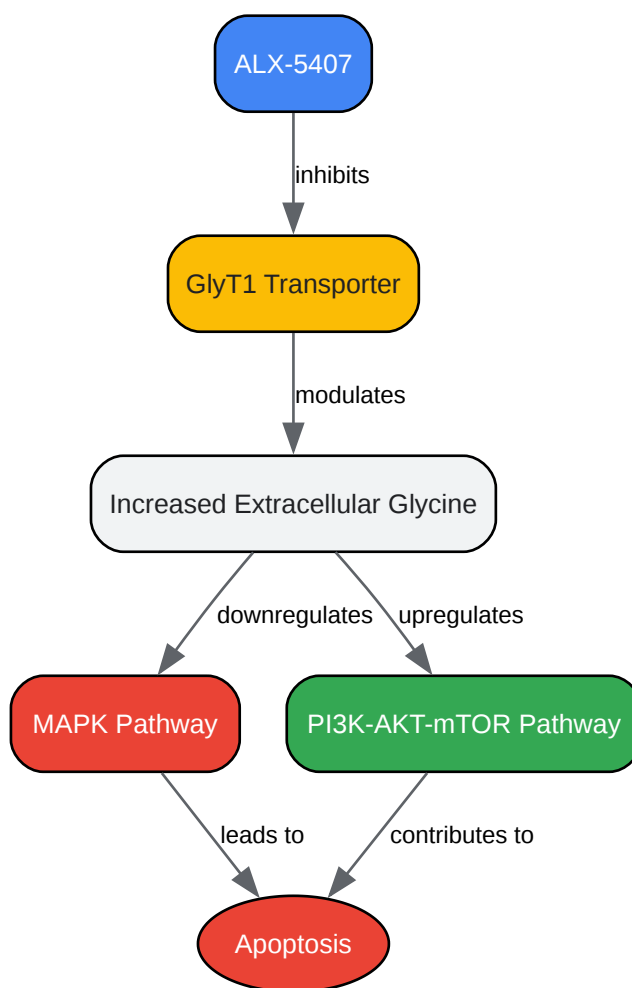 ALX-5407
inhibits
GlyT1 Transporter
modulates
Increased Extracellular Glycine
downregulates
upregulates
MAPK Pathway
PI3K-AKT-mTOR Pathway
leads to
contributes to
Apoptosis